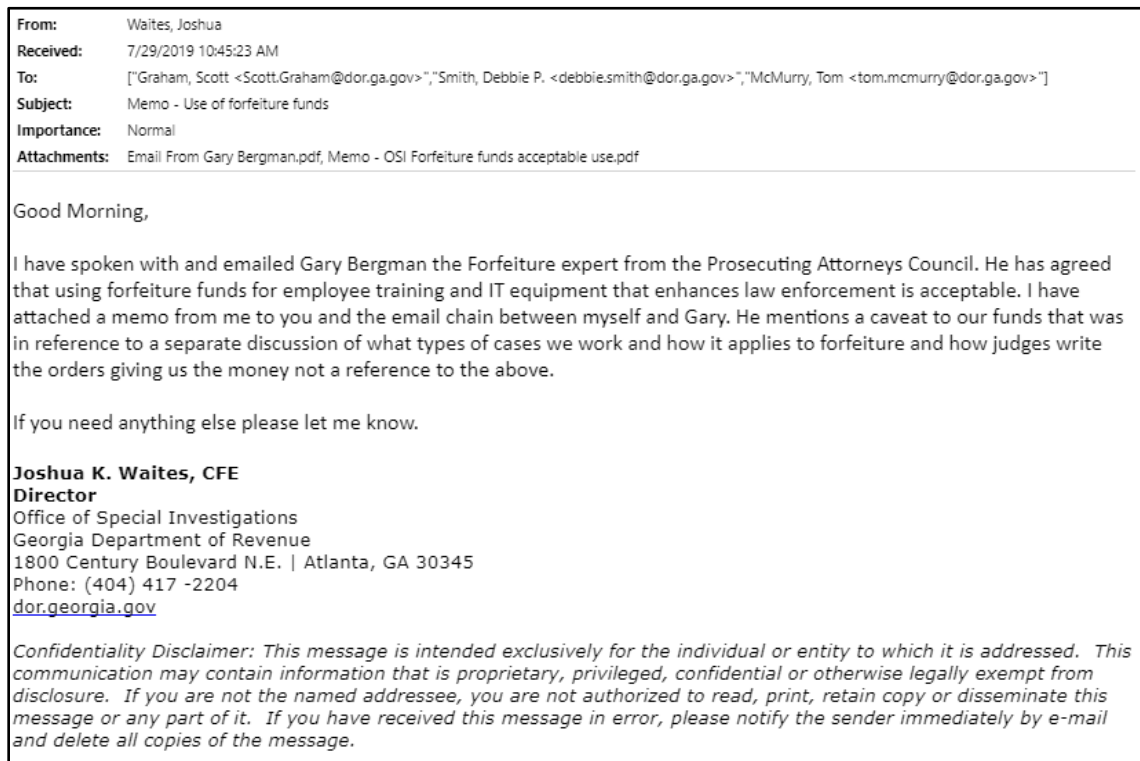 From: Waites, Joshua
Received: 7/29/2019 10:45:23 AM
To: ["Graham, Scott <Scott.Graham@dor.ga.gov>","Smith, Debbie P. <debbie.smith@dor.ga.gov>","McMurry, Tom <tom.mcmurry@dor.ga.gov>"]
Subject: Memo - Use of forfeiture funds
Importance: Normal
Attachments: Email From Gary Bergman.pdf, Memo - OSI Forfeiture funds acceptable use.pdf
Good Morning,
I have spoken with and emailed Gary Bergman the Forfeiture expert from the Prosecuting Attorneys Council. He has agreed
that using forfeiture funds for employee training and IT equipment that enhances law enforcement is acceptable. I have
attached a memo from me to you and the email chain between myself and Gary. He mentions a caveat to our funds that was
in reference to a separate discussion of what types of cases we work and how it applies to forfeiture and how judges write
the orders giving us the money not a reference to the above.
If you need anything else please let me know.
Joshua K. Waites, CFE
Director
Office of Special Investigations
Georgia Department of Revenue
1800 Century Boulevard N.E. | Atlanta, GA 30345
Phone: (404) 417 -2204
dor.georgia.gov
Confidentiality Disclaimer: This message is intended exclusively for the individual or entity to which it is addressed. This
communication may contain information that is proprietary, privileged, confidential or otherwise legally exempt from
disclosure. If you are not the named addressee, you are not authorized to read, print, retain copy or disseminate this
message or any part of it. If you have received this message in error, please notify the sender immediately by e-mail
and delete all copies of the message.